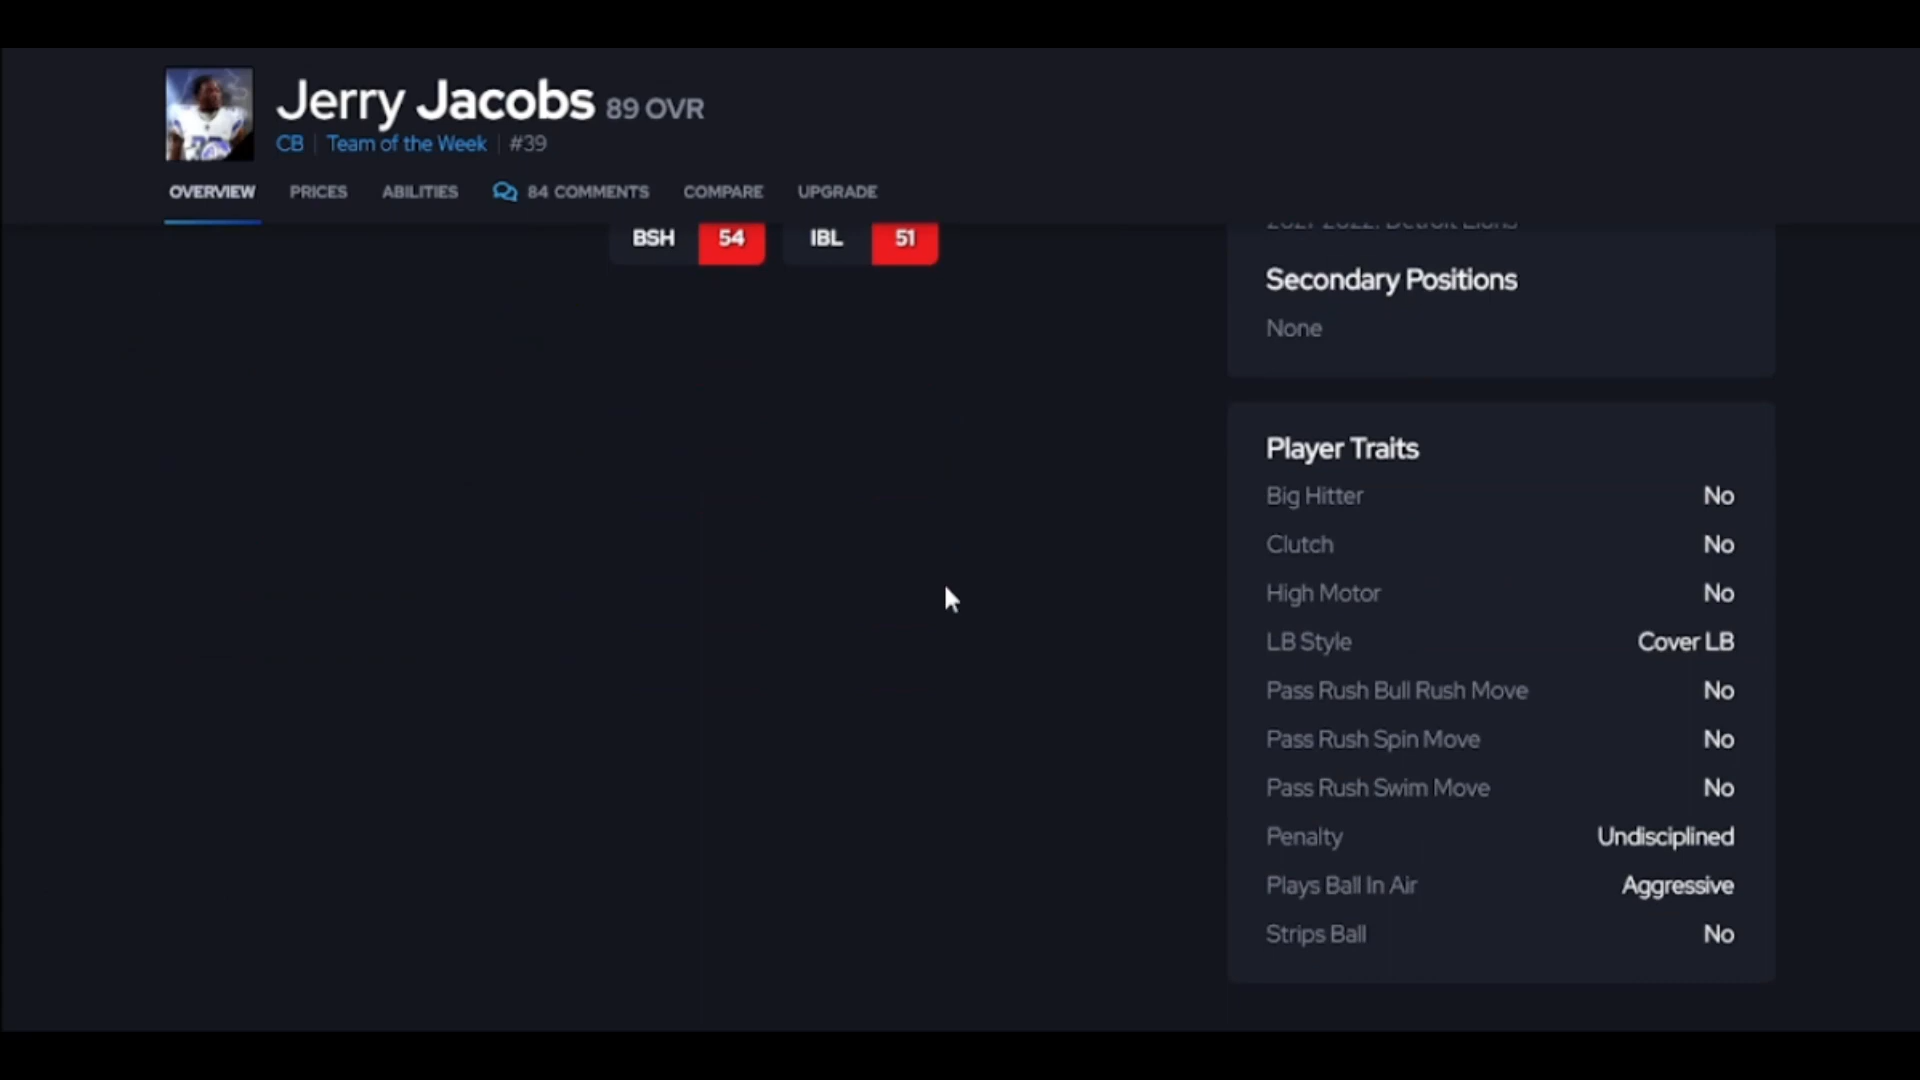 Jerry Jacobs 89 OVR
CB | Team of the Week | #39
OVERVIEW PRICES ABILITIES 84 COMMENTS COMPARE UPGRADE
BSH 54 IBL 51
Detroit Lions
Secondary Positions
None
Player Traits
Big Hitter No
Clutch No
High Motor No
LB Style Cover LB
Pass Rush Bull Rush Move No
Pass Rush Spin Move No
Pass Rush Swim Move No
Penalty Undisciplined
Plays Ball In Air Aggressive
Strips Ball No